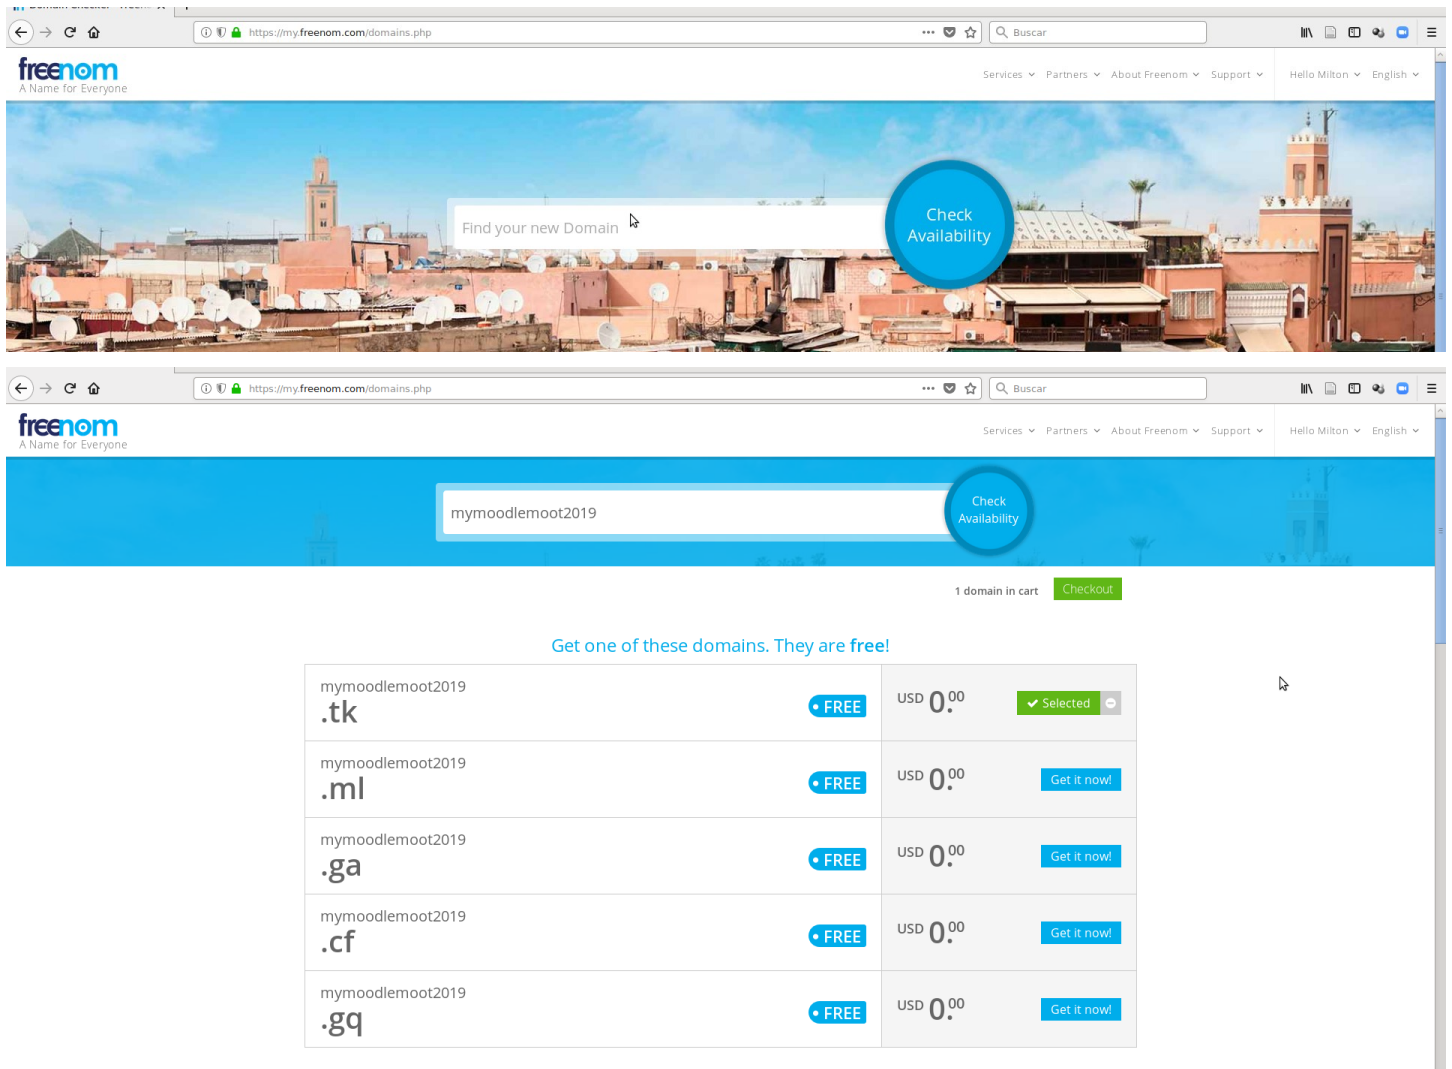 https://my.freenom.com/domains.php
Buscar
freenom
A Name for Everyone
Services Partners About Freenom Support Hello Milton English
Find your new Domain
Check
Availability
https://my.freenom.com/domains.php
Buscar
freenom
A Name for Everyone
Services Partners About Freenom Support Hello Milton English
mymoodlemoot2019
Check
Availability
1 domain in cart Checkout
Get one of these domains. They are free!
mymoodlemoot2019
.tk FREE USD 0.00 Selected
mymoodlemoot2019
.ml FREE USD 0.00 Get it now!
mymoodlemoot2019
.ga FREE USD 0.00 Get it now!
mymoodlemoot2019
.cf FREE USD 0.00 Get it now!
mymoodlemoot2019
.gq FREE USD 0.00 Get it now!